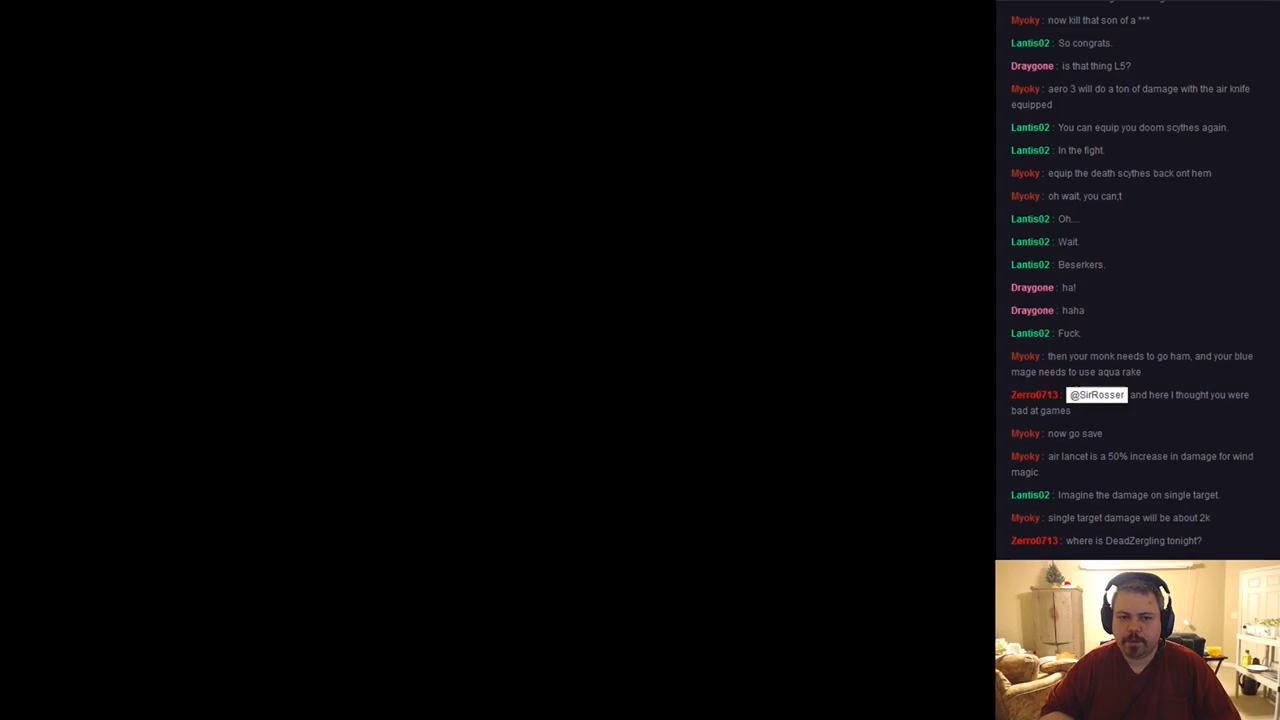 Myoky : now kill that son of a ***
Lantis02 : So congrats.
Draygone : is that thing L5?
Myoky : aero 3 will do a ton of damage with the air knife
equipped
Lantis02 : You can equip you doom scythes again.
Lantis02 : In the fight.
Myoky : equip the death scythes back ont hem
Myoky : oh wait, you can;t
Lantis02 : Oh...
Lantis02 : Wait.
Lantis02 : Beserkers.
Draygone : ha!
Draygone : haha
Lantis02 : Fuck.
Myoky : then your monk needs to go ham, and your blue
mage needs to use aqua rake
Zerro0713 : @SirRosser and here I thought you were
bad at games
Myoky : now go save
Myoky : air lancet is a 50% increase in damage for wind
magic
Lantis02 : Imagine the damage on single target.
Myoky : single target damage will be about 2k
Zerro0713 : where is DeadZergling tonight?